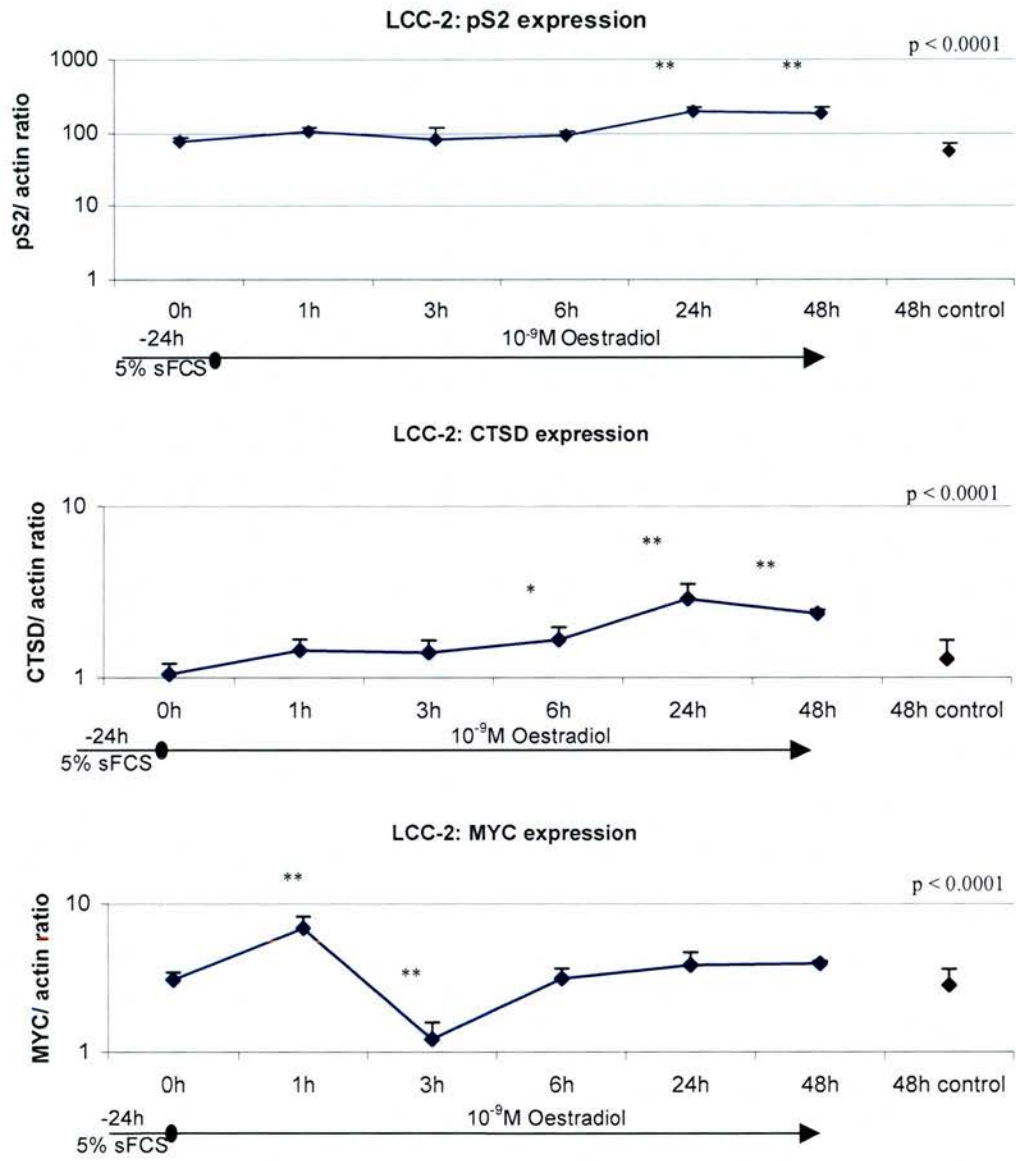 LCC-2: pS2 expression
p < 0.0001
** **
1000
100
10
1
pS2/ actin ratio
0h 1h 3h 6h 24h 48h 48h control
-24h 10⁻⁹M Oestradiol
5% sFCS
LCC-2: CTSD expression
p < 0.0001
10
** ** *
1
CTSD/ actin ratio
0h 1h 3h 6h 24h 48h 48h control
-24h 10⁻⁹M Oestradiol
5% sFCS
LCC-2: MYC expression
p < 0.0001
**
10
**
1
MYC/ actin ratio
0h 1h 3h 6h 24h 48h 48h control
-24h 10⁻⁹M Oestradiol
5% sFCS